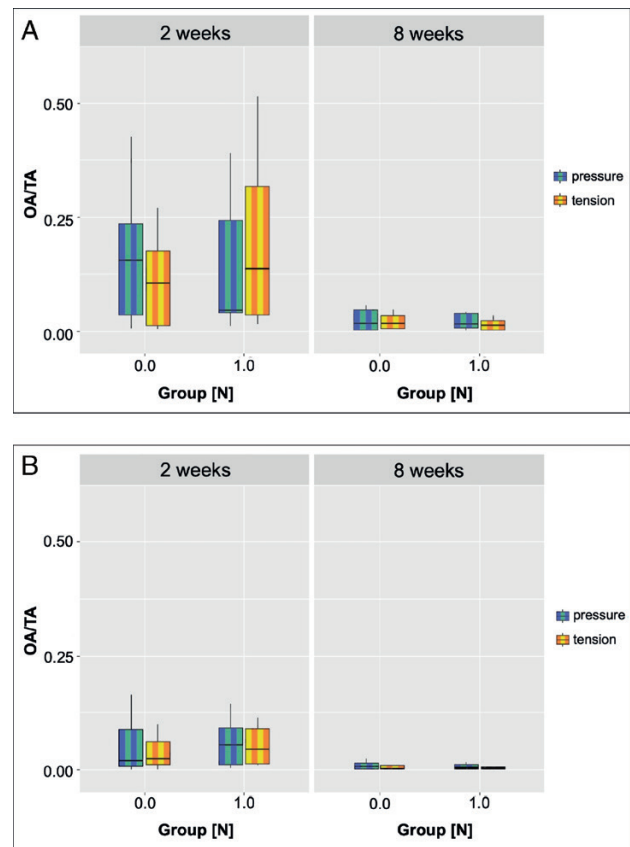 A
2 weeks
8 weeks
0.50
0.25
0.00
OA/TA
0.0
1.0
0.0
1.0
Group [N]
Group [N]
pressure
tension
B
2 weeks
8 weeks
0.50
0.25
0.00
OA/TA
0.0
1.0
0.0
1.0
Group [N]
Group [N]
pressure
tension